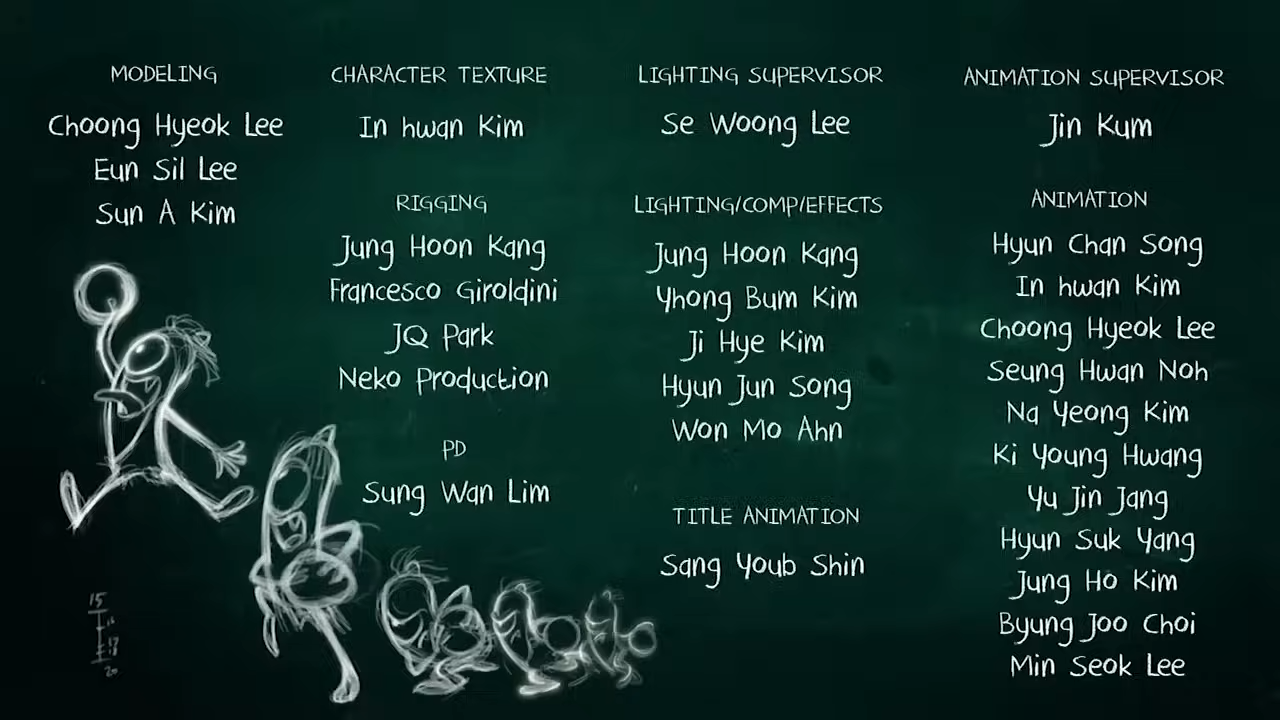 MODELING
Choong Hyeok Lee
Eun Sil Lee
Sun A Kim
CHARACTER TEXTURE
In hwan Kim
RIGGING
Jung Hoon Kang
Francesco Giroldini
JQ Park
Neko Production
PD
Sung Wan Lim
LIGHTING SUPERVISOR
Se Woong Lee
LIGHTING/COMP/EFFECTS
Jung Hoon Kang
Yhong Bum Kim
Ji Hye Kim
Hyun Jun Song
Won Mo Ahn
TITLE ANIMATION
Sang Youb Shin
ANIMATION SUPERVISOR
Jin Kum
ANIMATION
Hyun Chan Song
In hwan Kim
Choong Hyeok Lee
Seung Hwan Noh
Na Yeong Kim
Ki Young Hwang
Yu Jin Jang
Hyun Suk Yang
Jung Ho Kim
Byung Joo Choi
Min Seok Lee
15
20